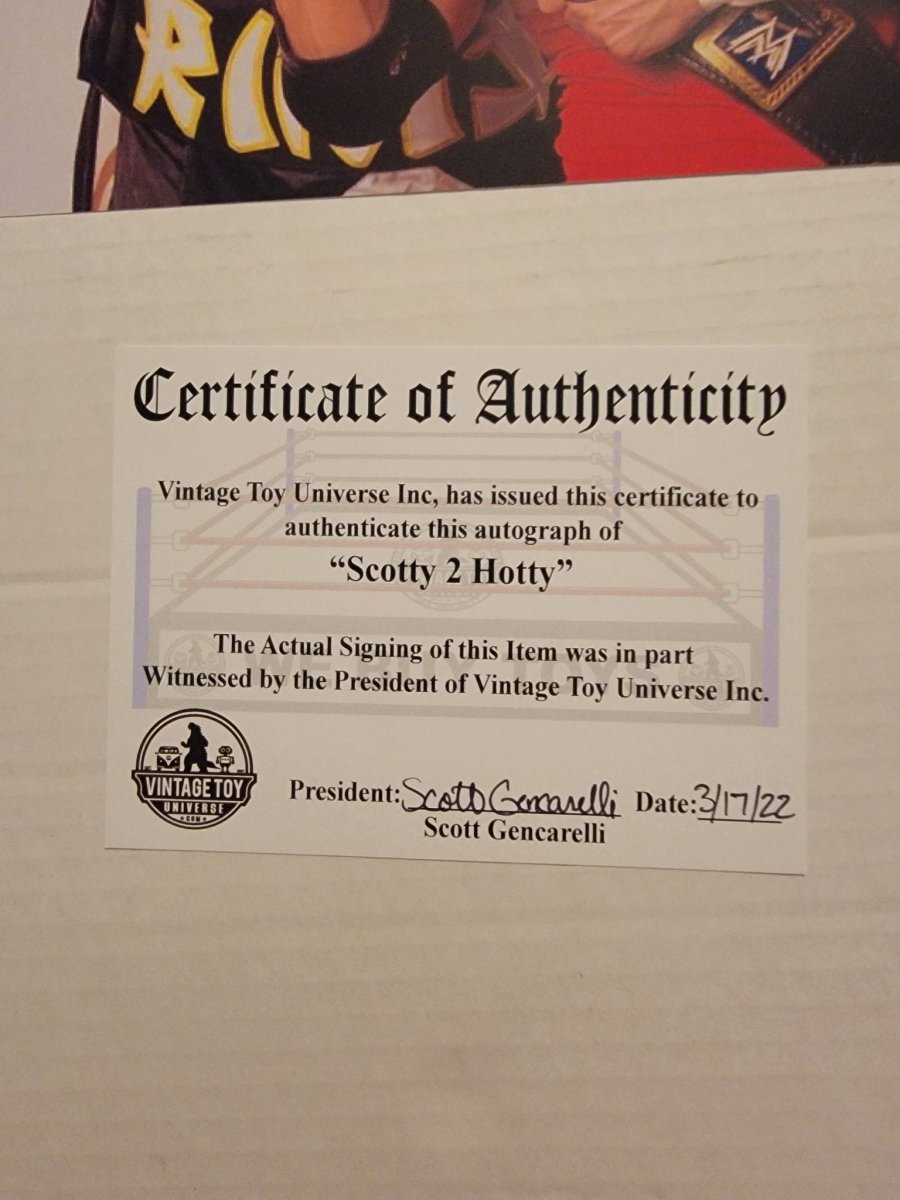 Certificate of Authenticity
Vintage Toy Universe Inc, has issued this certificate to
authenticate this autograph of
“Scotty 2 Hotty”
The Actual Signing of this Item was in part
Witnessed by the President of Vintage Toy Universe Inc.
VINTAGE TOY
UNIVERSE
.COM
President: Scott Gencarelli Date: 3/17/22
Scott Gencarelli